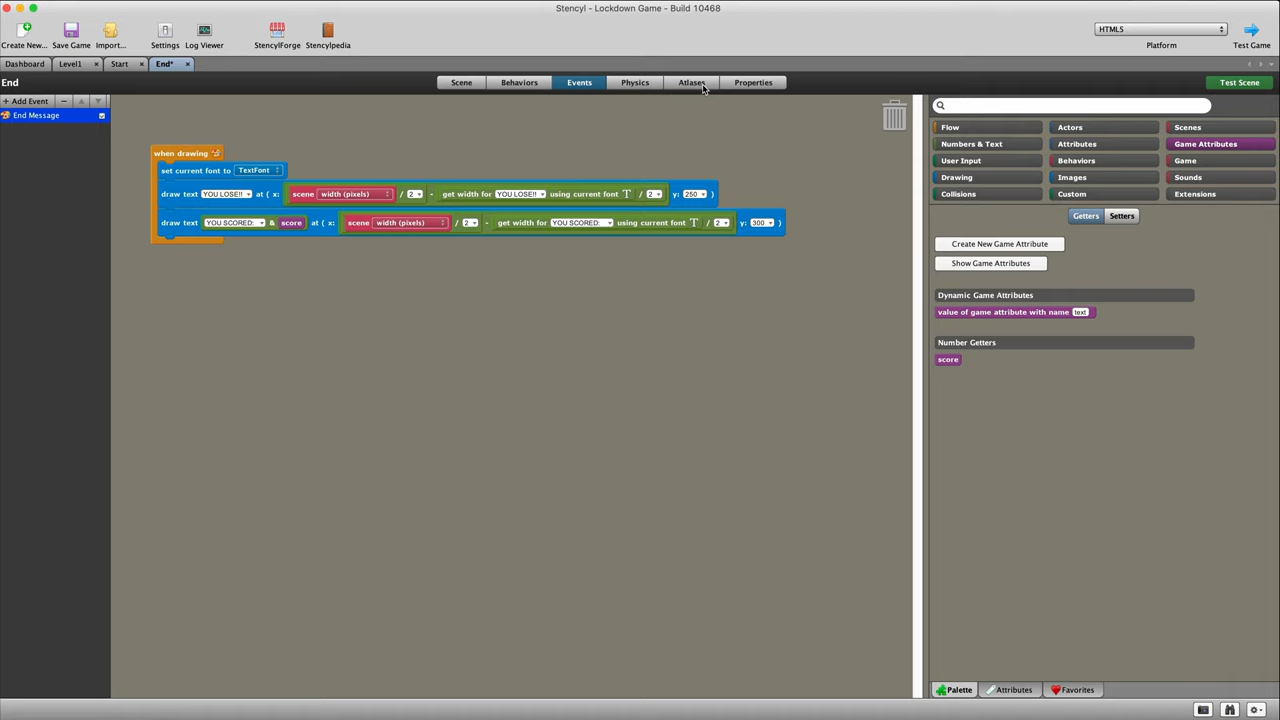 Stencyl - Lockdown Game - Build 10468
Create New... Save Game Import... Settings Log Viewer StencylForge Stencylpedia HTML5 Platform Test Game
Dashboard Level1 × Start × End* ×
End Scene Behaviors Events Physics Atlases Properties Test Scene
+ Add Event
End Message
when drawing
set current font to TextFont
draw text YOU LOSE!! at ( x: scene width (pixels) / 2 - get width for YOU LOSE!! using current font T / 2 y: 250 )
draw text YOU SCORED: & score at ( x: scene width (pixels) / 2 - get width for YOU SCORED: using current font T / 2 y: 300 )
Flow Actors Scenes
Numbers & Text Attributes Game Attributes
User Input Behaviors Game
Drawing Images Sounds
Collisions Custom Extensions
Getters Setters
Create New Game Attribute
Show Game Attributes
Dynamic Game Attributes
value of game attribute with name text
Number Getters
score
Palette Attributes Favorites